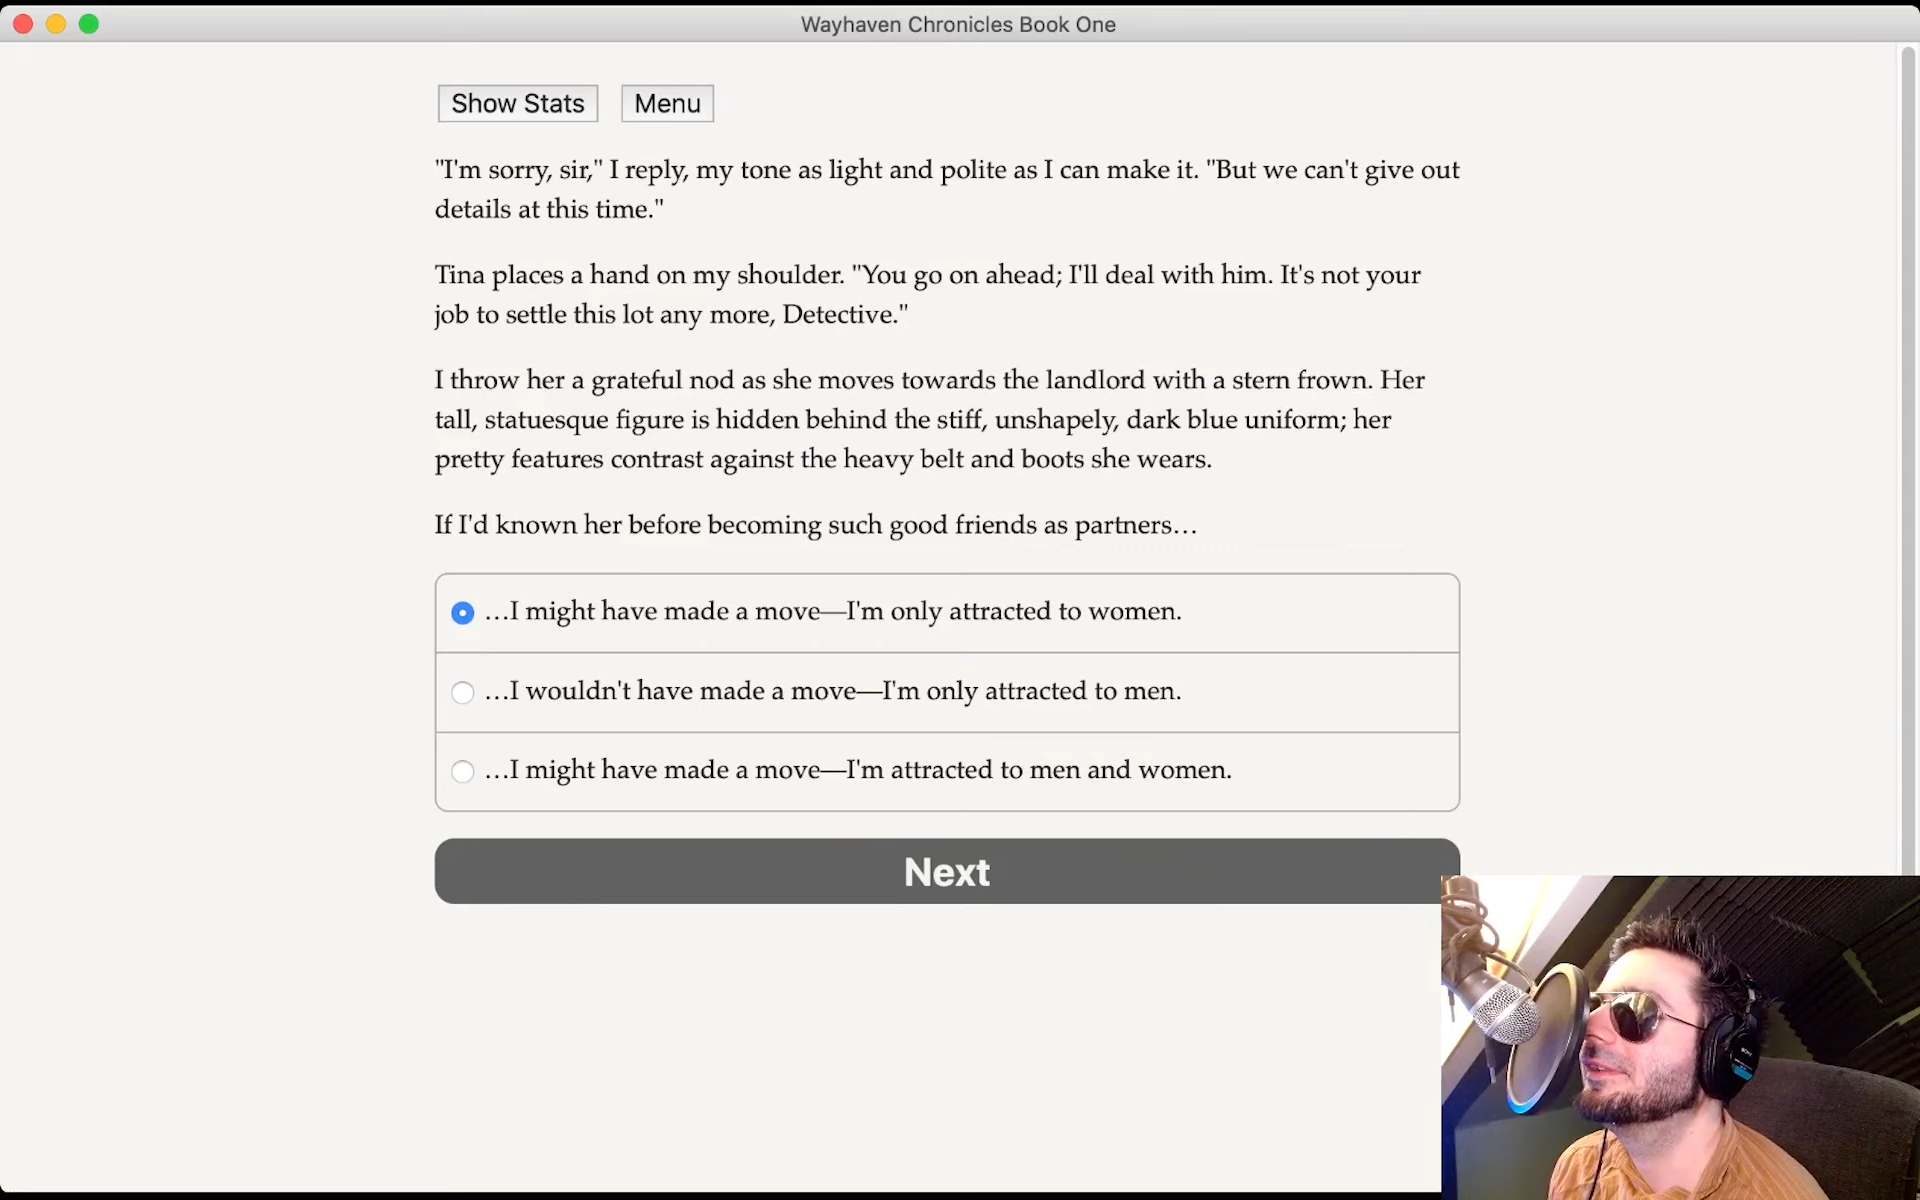 Wayhaven Chronicles Book One
Show Stats Menu
"I'm sorry, sir," I reply, my tone as light and polite as I can make it. "But we can't give out
details at this time."
Tina places a hand on my shoulder. "You go on ahead; I'll deal with him. It's not your
job to settle this lot any more, Detective."
I throw her a grateful nod as she moves towards the landlord with a stern frown. Her
tall, statuesque figure is hidden behind the stiff, unshapely, dark blue uniform; her
pretty features contrast against the heavy belt and boots she wears.
If I'd known her before becoming such good friends as partners…
…I might have made a move—I'm only attracted to women.
…I wouldn't have made a move—I'm only attracted to men.
…I might have made a move—I'm attracted to men and women.
Next
SONY